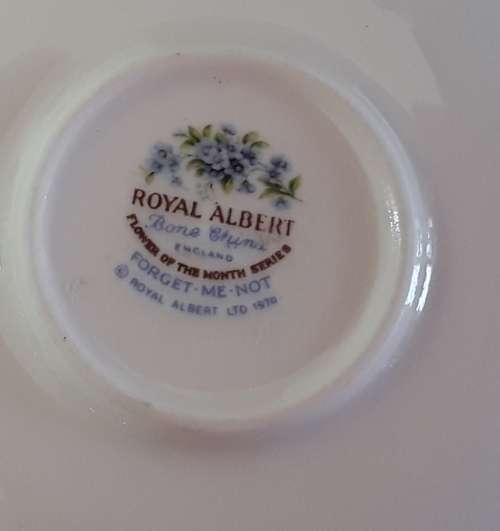 ROYAL ALBERT
Bone China
ENGLAND
FLOWER OF THE MONTH SERIES
FORGET-ME-NOT
© ROYAL ALBERT LTD 1970